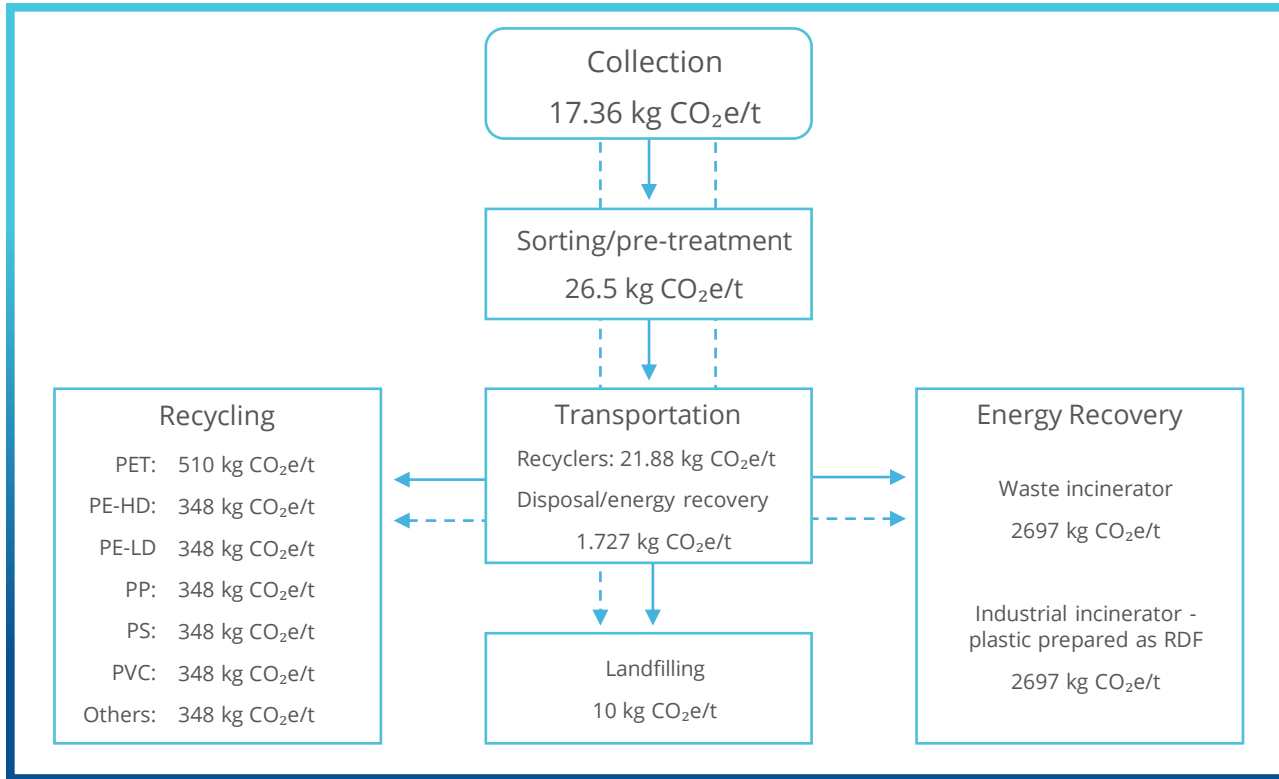 Collection
17.36 kg CO₂e/t
Sorting/pre-treatment
26.5 kg CO₂e/t
Recycling
PET: 510 kg CO₂e/t
PE-HD: 348 kg CO₂e/t
PE-LD 348 kg CO₂e/t
PP: 348 kg CO₂e/t
PS: 348 kg CO₂e/t
PVC: 348 kg CO₂e/t
Others: 348 kg CO₂e/t
Transportation
Recyclers: 21.88 kg CO₂e/t
Disposal/energy recovery
1.727 kg CO₂e/t
Landfilling
10 kg CO₂e/t
Energy Recovery
Waste incinerator
2697 kg CO₂e/t
Industrial incinerator -
plastic prepared as RDF
2697 kg CO₂e/t